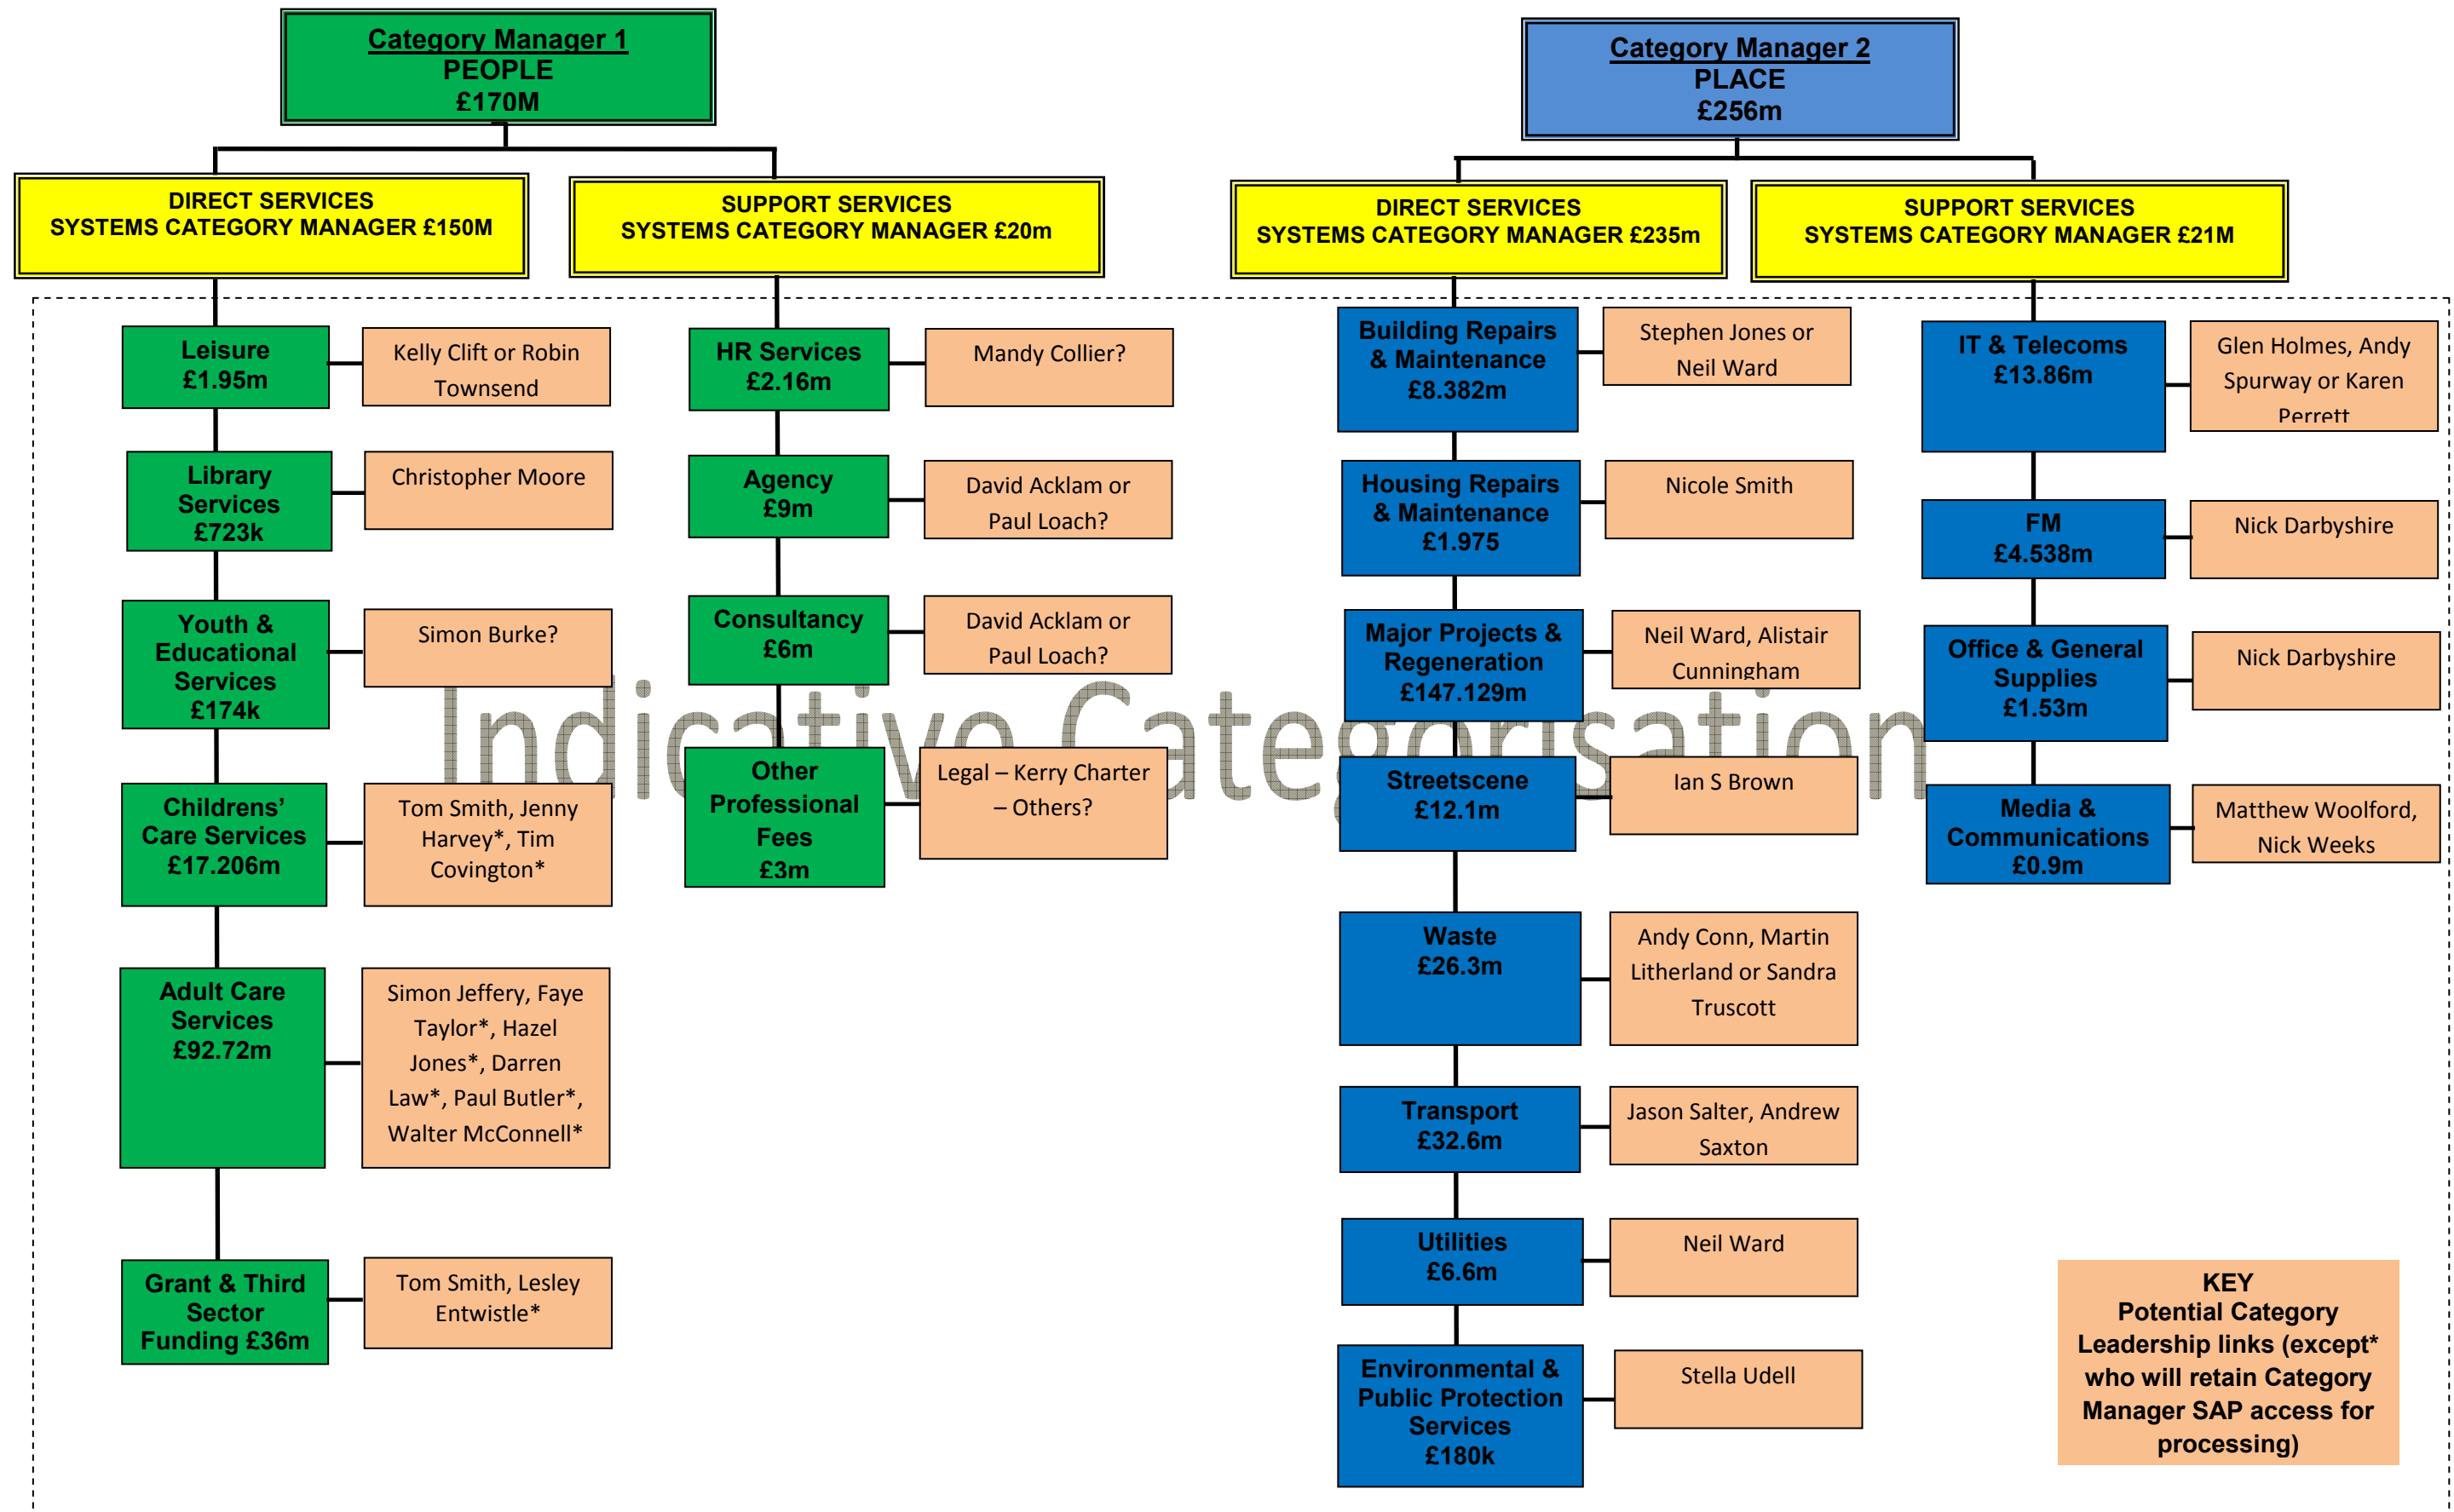 Category Manager 1
PEOPLE
£170M
Category Manager 2
PLACE
£256m
DIRECT SERVICES
SYSTEMS CATEGORY MANAGER £150M
SUPPORT SERVICES
SYSTEMS CATEGORY MANAGER £20m
DIRECT SERVICES
SYSTEMS CATEGORY MANAGER £235m
SUPPORT SERVICES
SYSTEMS CATEGORY MANAGER £21M
Leisure
£1.95m
Kelly Clift or Robin
Townsend
Library
Services
£723k
Christopher Moore
Youth &
Educational
Services
£174k
Simon Burke?
Childrens’
Care Services
£17.206m
Tom Smith, Jenny
Harvey*, Tim
Covington*
Adult Care
Services
£92.72m
Simon Jeffery, Faye
Taylor*, Hazel
Jones*, Darren
Law*, Paul Butler*,
Walter McConnell*
Grant & Third
Sector
Funding £36m
Tom Smith, Lesley
Entwistle*
HR Services
£2.16m
Mandy Collier?
Agency
£9m
David Acklam or
Paul Loach?
Consultancy
£6m
David Acklam or
Paul Loach?
Other
Professional
Fees
£3m
Legal – Kerry Charter
– Others?
Indicative Categorisation
Building Repairs
& Maintenance
£8.382m
Stephen Jones or
Neil Ward
Housing Repairs
& Maintenance
£1.975
Nicole Smith
Major Projects &
Regeneration
£147.129m
Neil Ward, Alistair
Cunningham
Streetscene
£12.1m
Ian S Brown
Waste
£26.3m
Andy Conn, Martin
Litherland or Sandra
Truscott
Transport
£32.6m
Jason Salter, Andrew
Saxton
Utilities
£6.6m
Neil Ward
Environmental &
Public Protection
Services
£180k
Stella Udell
IT & Telecoms
£13.86m
Glen Holmes, Andy
Spurway or Karen
Perrett
FM
£4.538m
Nick Darbyshire
Office & General
Supplies
£1.53m
Nick Darbyshire
Media &
Communications
£0.9m
Matthew Woolford,
Nick Weeks
KEY
Potential Category
Leadership links (except*
who will retain Category
Manager SAP access for
processing)